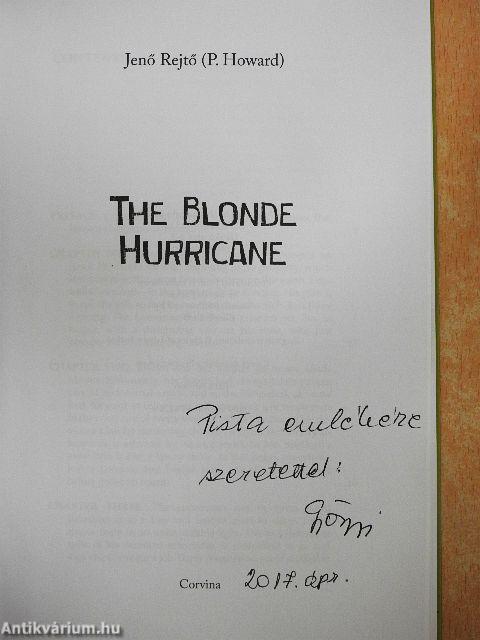 Jenő Rejtő (P. Howard)
THE BLONDE
HURRICANE
Pista emlékére
szeretettel:
Corvina 2017. ápr.
Antikvárium.hu